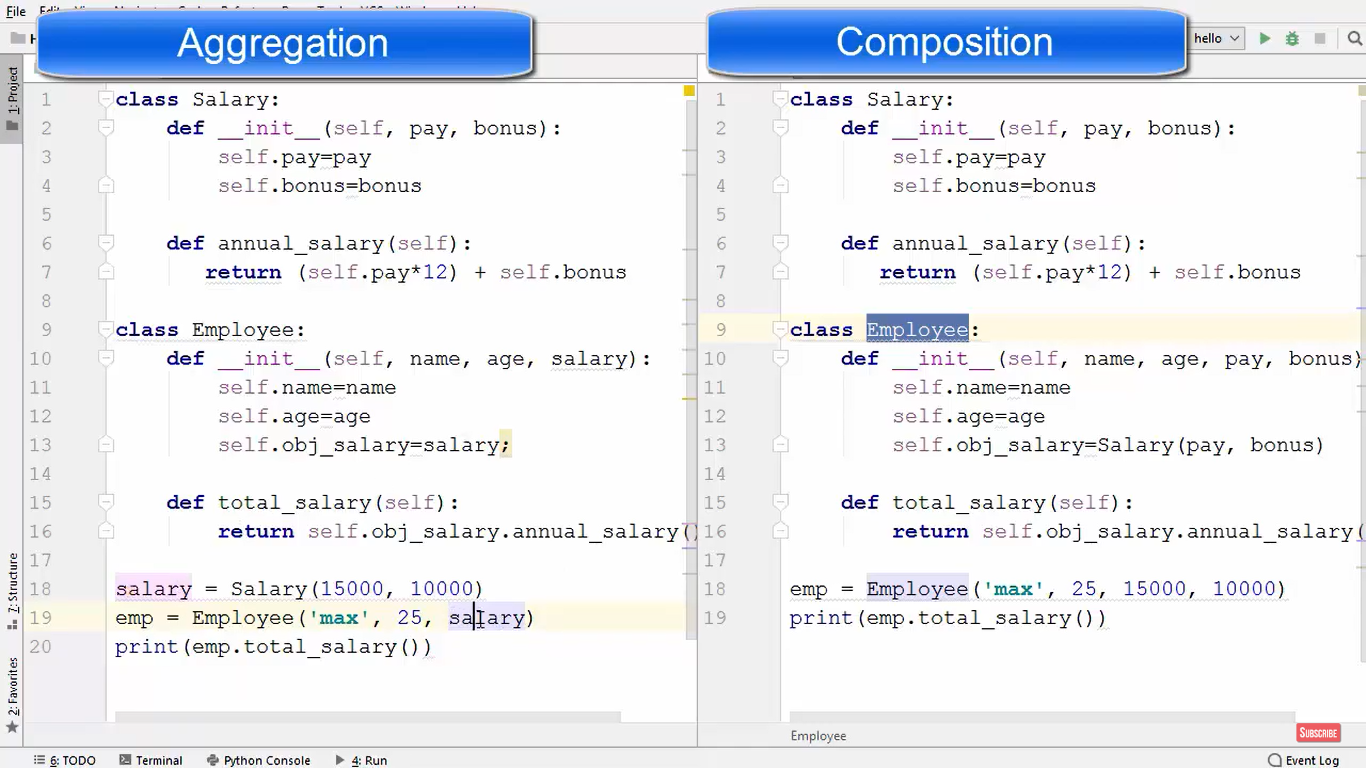 File
Aggregation
Composition
hello
1: Project
1 class Salary:
2 def __init__(self, pay, bonus):
3 self.pay=pay
4 self.bonus=bonus
5
6 def annual_salary(self):
7 return (self.pay*12) + self.bonus
8
9 class Employee:
10 def __init__(self, name, age, salary):
11 self.name=name
12 self.age=age
13 self.obj_salary=salary;
14
15 def total_salary(self):
16 return self.obj_salary.annual_salary()
17
18 salary = Salary(15000, 10000)
19 emp = Employee('max', 25, salary)
20 print(emp.total_salary())
1 class Salary:
2 def __init__(self, pay, bonus):
3 self.pay=pay
4 self.bonus=bonus
5
6 def annual_salary(self):
7 return (self.pay*12) + self.bonus
8
9 class Employee:
10 def __init__(self, name, age, pay, bonus)
11 self.name=name
12 self.age=age
13 self.obj_salary=Salary(pay, bonus)
14
15 def total_salary(self):
16 return self.obj_salary.annual_salary(
17
18 emp = Employee('max', 25, 15000, 10000)
19 print(emp.total_salary())
7: Structure
2: Favorites
Employee
SUBSCRIBE
6: TODO
Terminal
Python Console
4: Run
Event Log